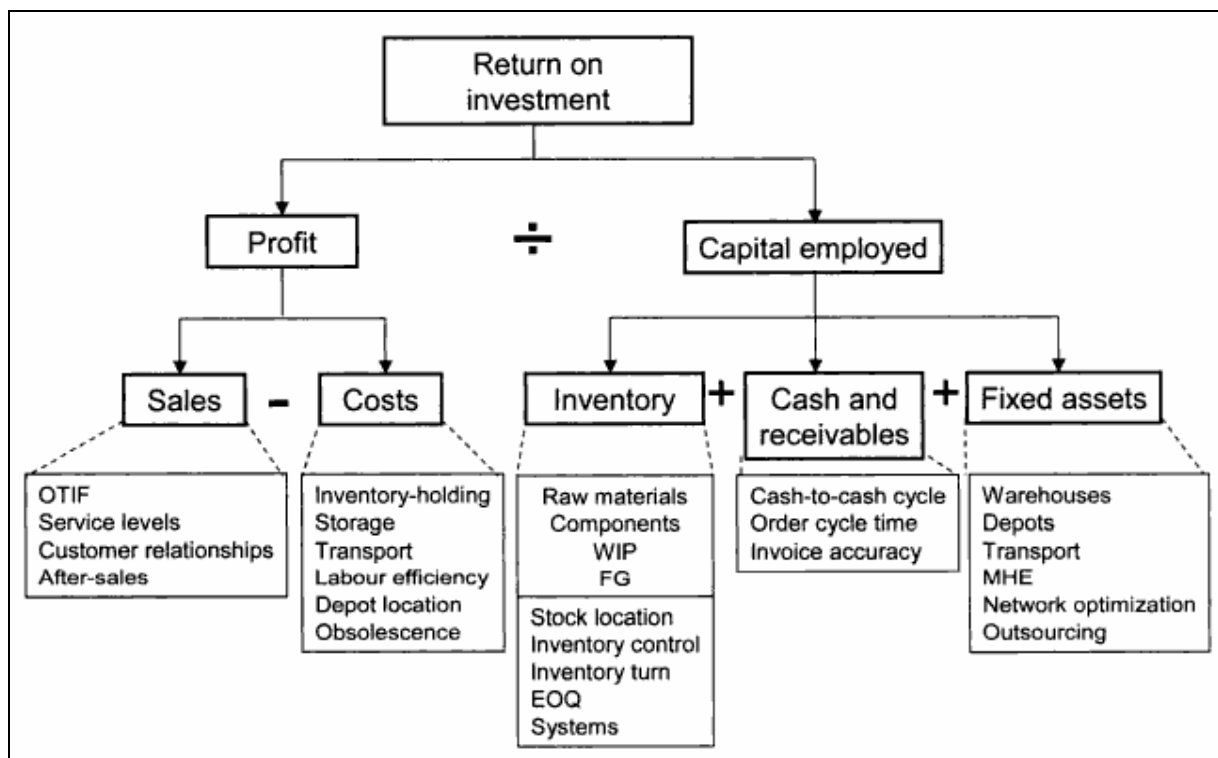 Return on
investment
Profit
÷
Capital employed
Sales
-
Costs
Inventory
+
Cash and
receivables
+
Fixed assets
OTIF
Service levels
Customer relationships
After-sales
Inventory-holding
Storage
Transport
Labour efficiency
Depot location
Obsolescence
Raw materials
Components
WIP
FG
Stock location
Inventory control
Inventory turn
EOQ
Systems
Cash-to-cash cycle
Order cycle time
Invoice accuracy
Warehouses
Depots
Transport
MHE
Network optimization
Outsourcing